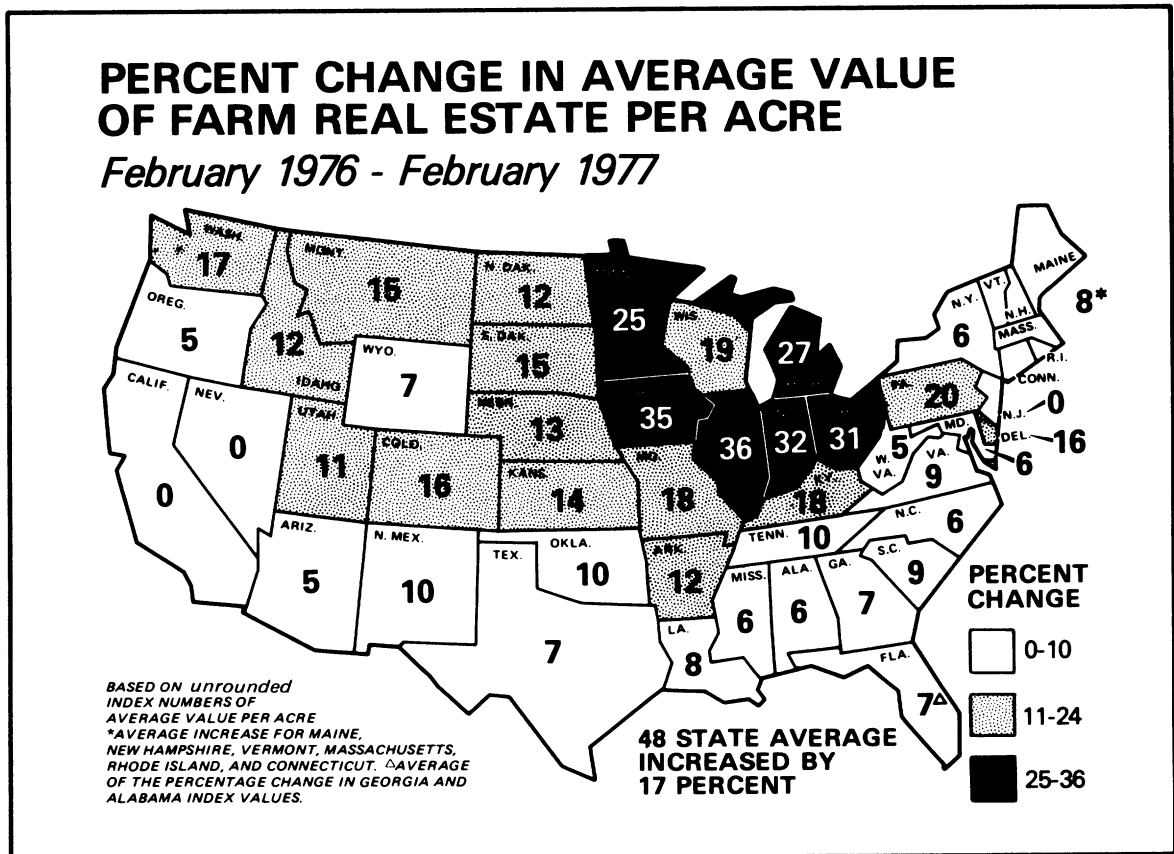 PERCENT CHANGE IN AVERAGE VALUE
OF FARM REAL ESTATE PER ACRE
February 1976 - February 1977
WASH.
17
MONT.
15
N. DAK.
12
25
MAINE
8*
OREG.
5
12
IDAHO
WYO.
7
S. DAK.
15
WIS.
19
27
N.Y.
6
VT.
N.H.
MASS.
R.I.
CONN.
CALIF.
0
NEV.
0
UTAH
11
COLO.
16
NEBR.
13
35
36
32
31
PA.
20
N.J.
0
MD.
6
DEL.
16
KANS.
14
MO.
18
KY.
18
W.
VA.
5
VA.
9
ARIZ.
5
N. MEX.
10
TEX.
7
OKLA.
10
ARK.
12
TENN.
10
N.C.
6
S.C.
9
MISS.
6
ALA.
6
GA.
7
LA.
8
FLA.
7△
PERCENT
CHANGE
0-10
11-24
25-36
BASED ON unrounded
INDEX NUMBERS OF
AVERAGE VALUE PER ACRE
*AVERAGE INCREASE FOR MAINE,
NEW HAMPSHIRE, VERMONT, MASSACHUSETTS,
RHODE ISLAND, AND CONNECTICUT. △AVERAGE
OF THE PERCENTAGE CHANGE IN GEORGIA AND
ALABAMA INDEX VALUES.
48 STATE AVERAGE
INCREASED BY
17 PERCENT